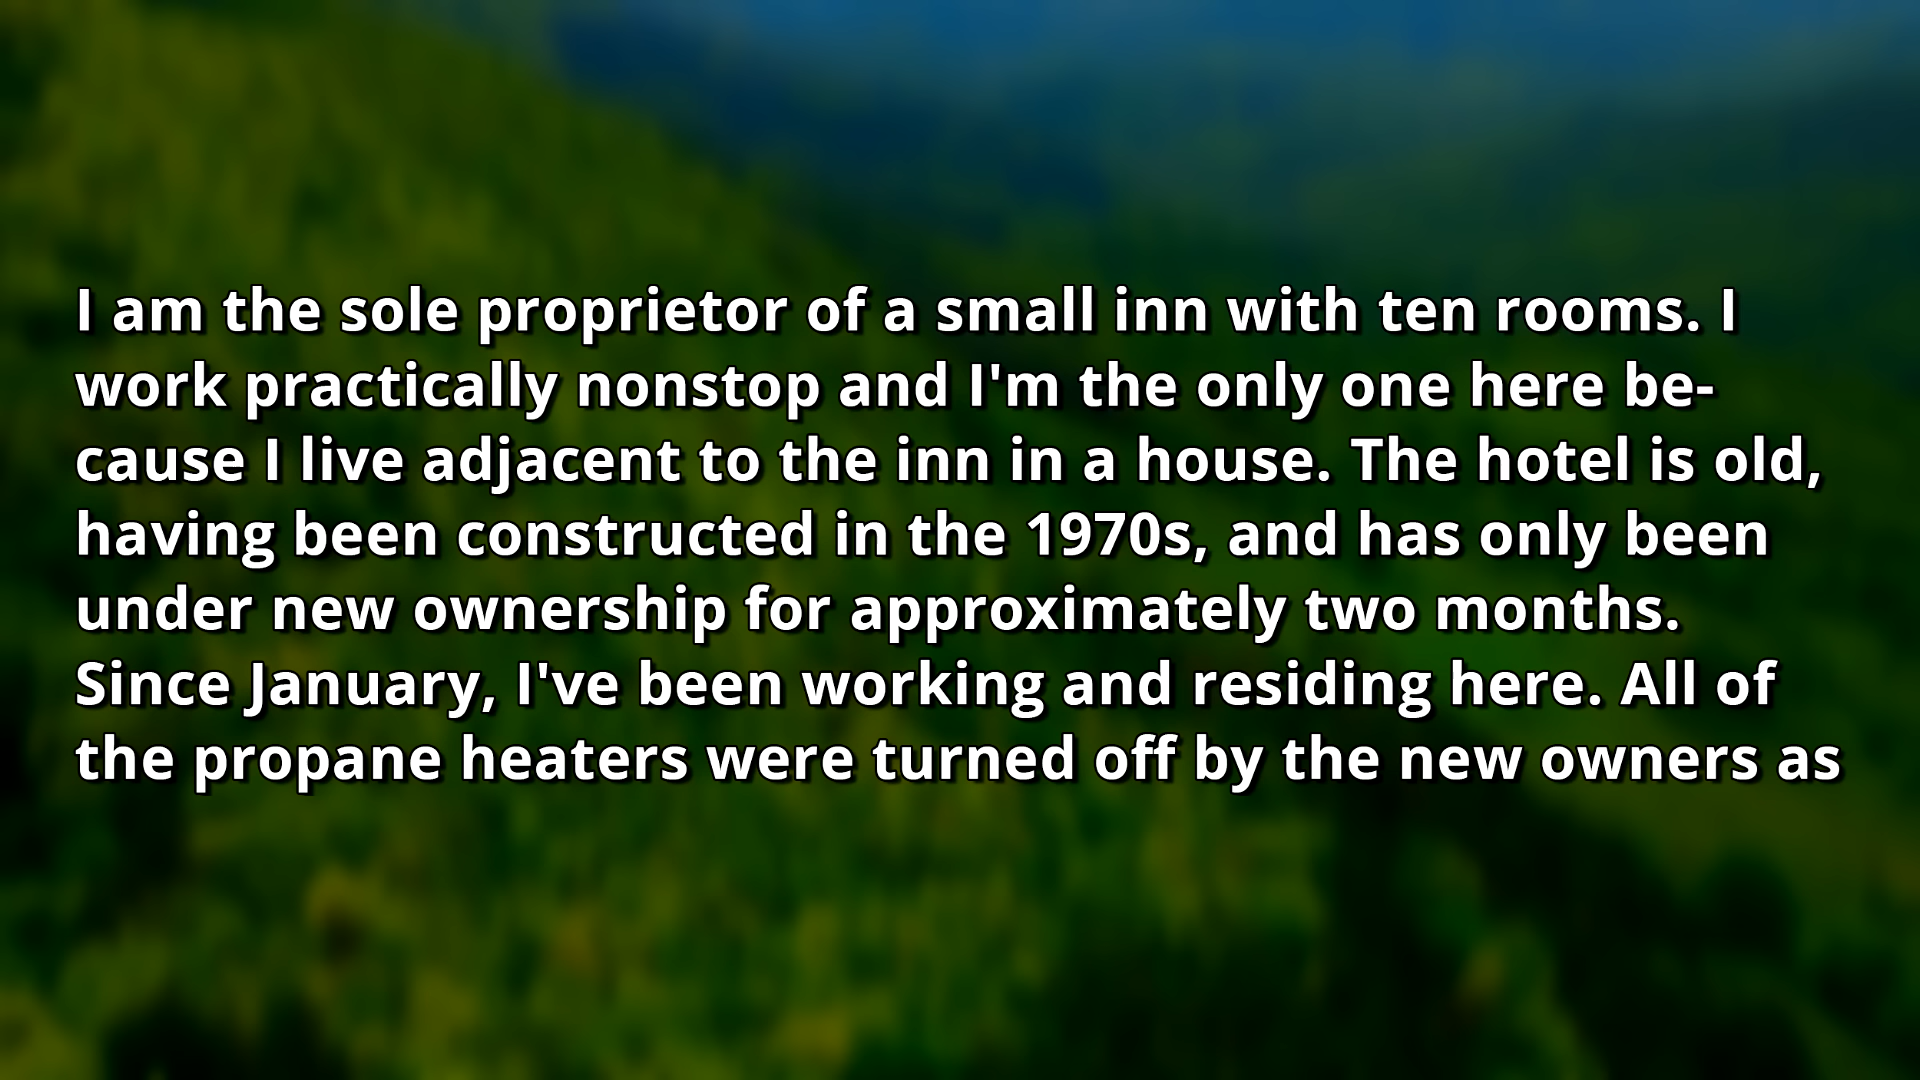 I am the sole proprietor of a small inn with ten rooms. I
work practically nonstop and I'm the only one here be-
cause I live adjacent to the inn in a house. The hotel is old,
having been constructed in the 1970s, and has only been
under new ownership for approximately two months.
Since January, I've been working and residing here. All of
the propane heaters were turned off by the new owners as